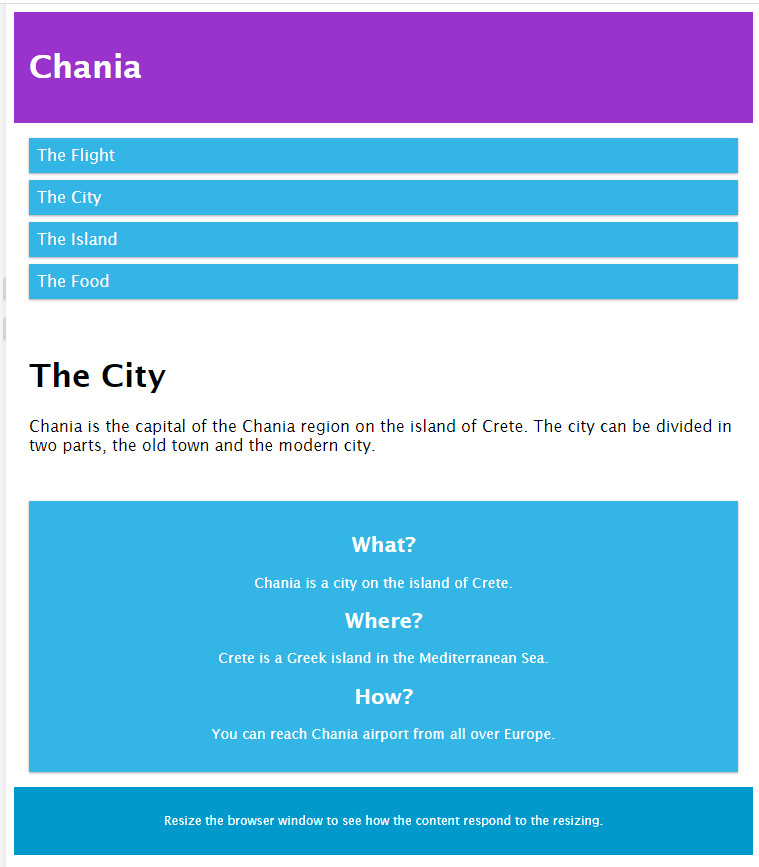 Chania
The Flight
The City
The Island
The Food
The City
Chania is the capital of the Chania region on the island of Crete. The city can be divided in
two parts, the old town and the modern city.
What?
Chania is a city on the island of Crete.
Where?
Crete is a Greek island in the Mediterranean Sea.
How?
You can reach Chania airport from all over Europe.
Resize the browser window to see how the content respond to the resizing.